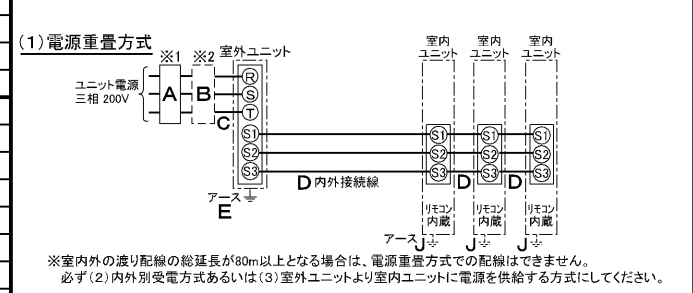 (1)電源重畳方式
※1 ※2 室外ユニット
室内ユニット 室内ユニット 室内ユニット
ユニット電源
三相 200V
A B C
R
S
T
S1 S1 S1 S1
S2 S2 S2 S2
S3 S3 S3 S3
D 内外接続線 D D
アース
E
リモコン内蔵 リモコン内蔵 リモコン内蔵
アース J J J
※室内外の渡り配線の総延長が80m以上となる場合は、電源重畳方式での配線はできません。
必ず(2)内外別受電方式あるいは(3)室外ユニットより室内ユニットに電源を供給する方式にしてください。